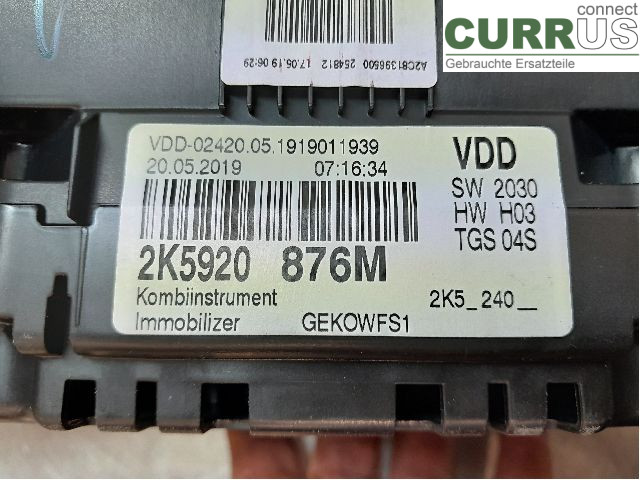 connect
CURRUS
Gebrauchte Ersatzteile
A2C81396500 254812 17.05.19 06:29
VDD-02420.05.1919011939
20.05.2019 07:16:34
VDD
SW 2030
HW H03
TGS 04S
2K5920 876M
Kombiinstrument 2K5_240__
Immobilizer GEKOWFS1